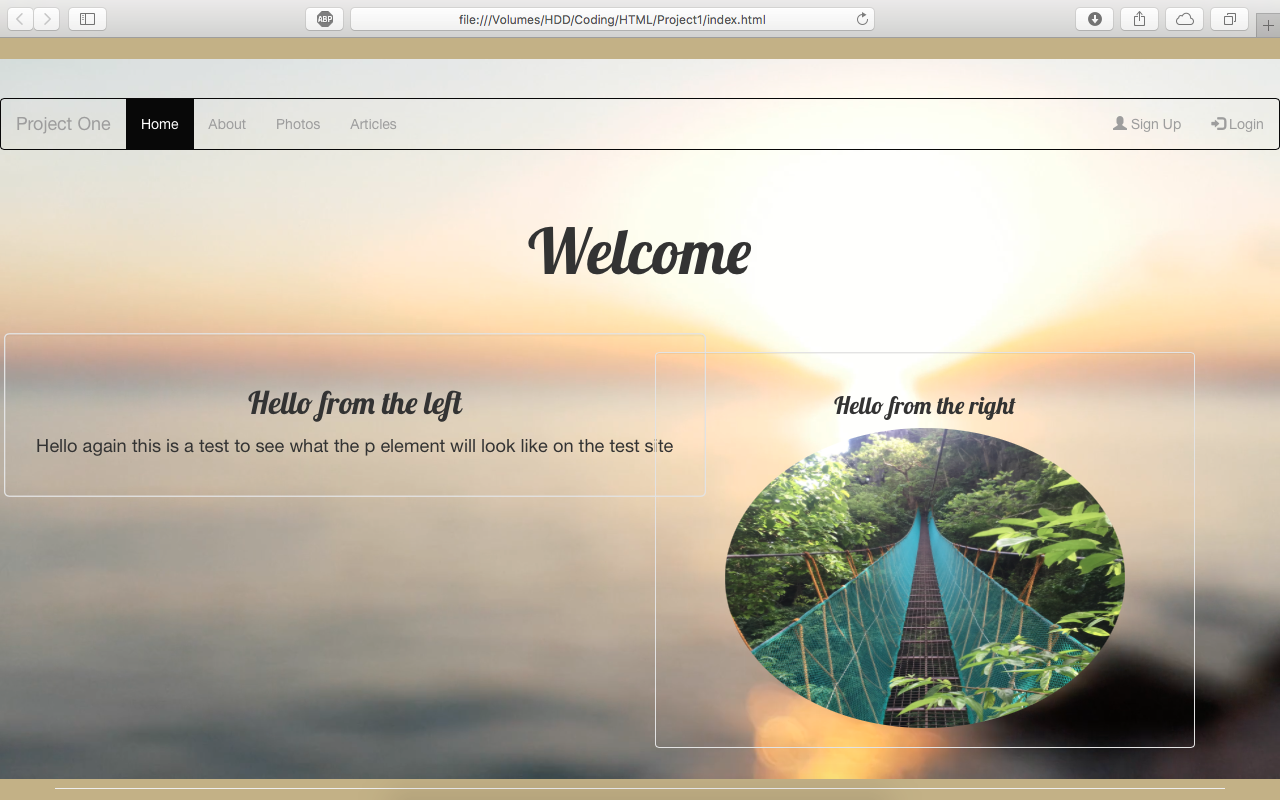 ABP
file:///Volumes/HDD/Coding/HTML/Project1/index.html
Project One Home About Photos Articles Sign Up Login
Welcome
Hello from the left
Hello again this is a test to see what the p element will look like on the test site
Hello from the right